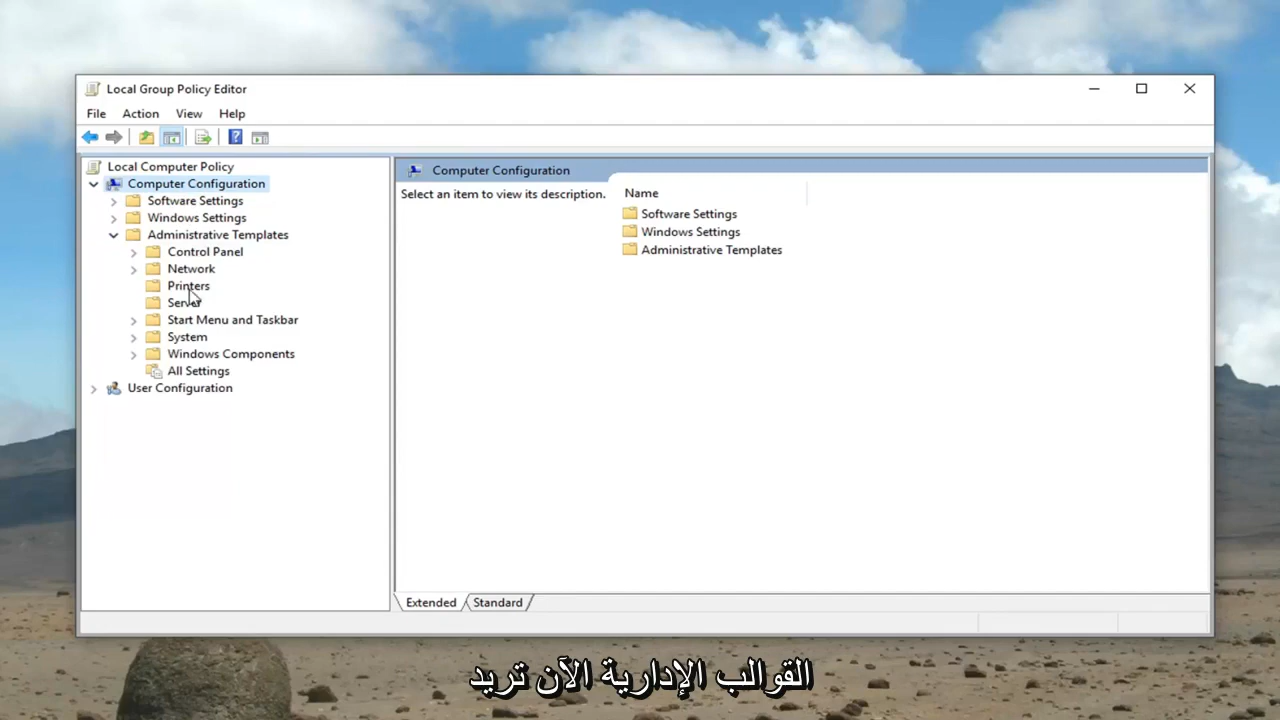 Local Group Policy Editor
File Action View Help
Local Computer Policy
Computer Configuration
Software Settings
Windows Settings
Administrative Templates
Control Panel
Network
Printers
Server
Start Menu and Taskbar
System
Windows Components
All Settings
User Configuration
Computer Configuration
Select an item to view its description.
Name
Software Settings
Windows Settings
Administrative Templates
Extended Standard
القوالب الإدارية الآن تريد